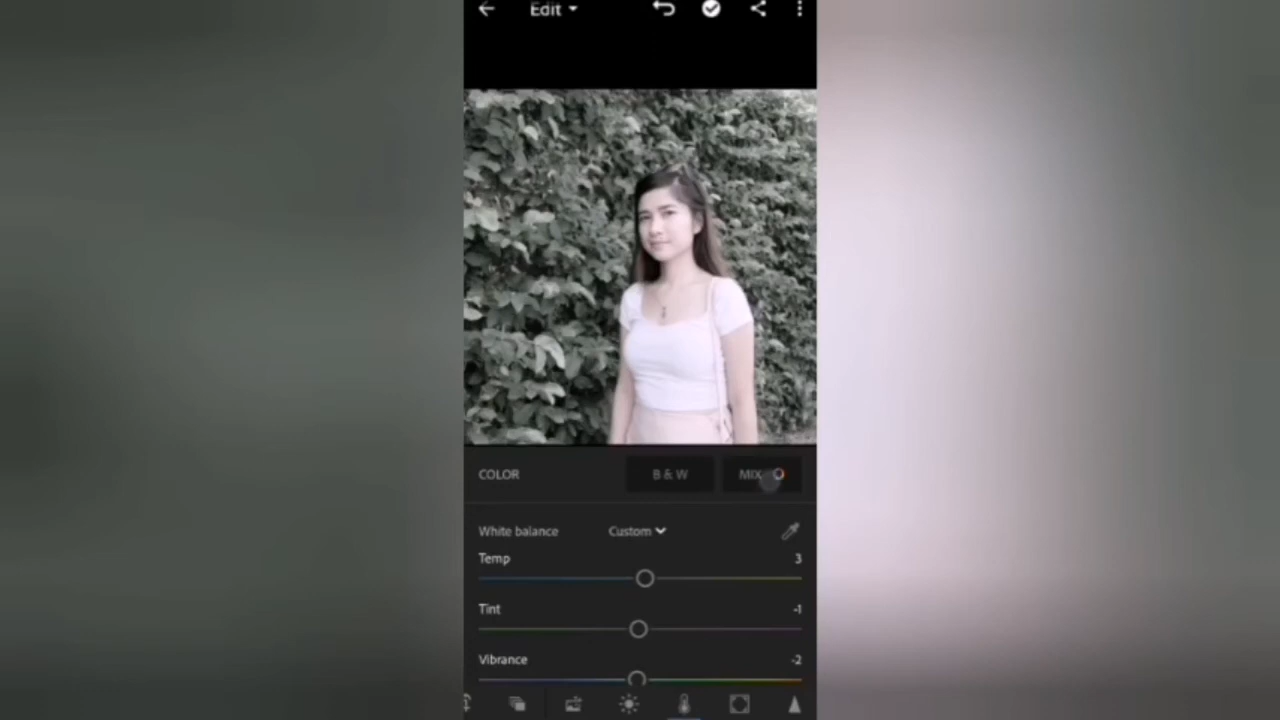 Edit
COLOR
B & W
MIX
White balance
Custom
Temp
3
Tint
-1
Vibrance
-2